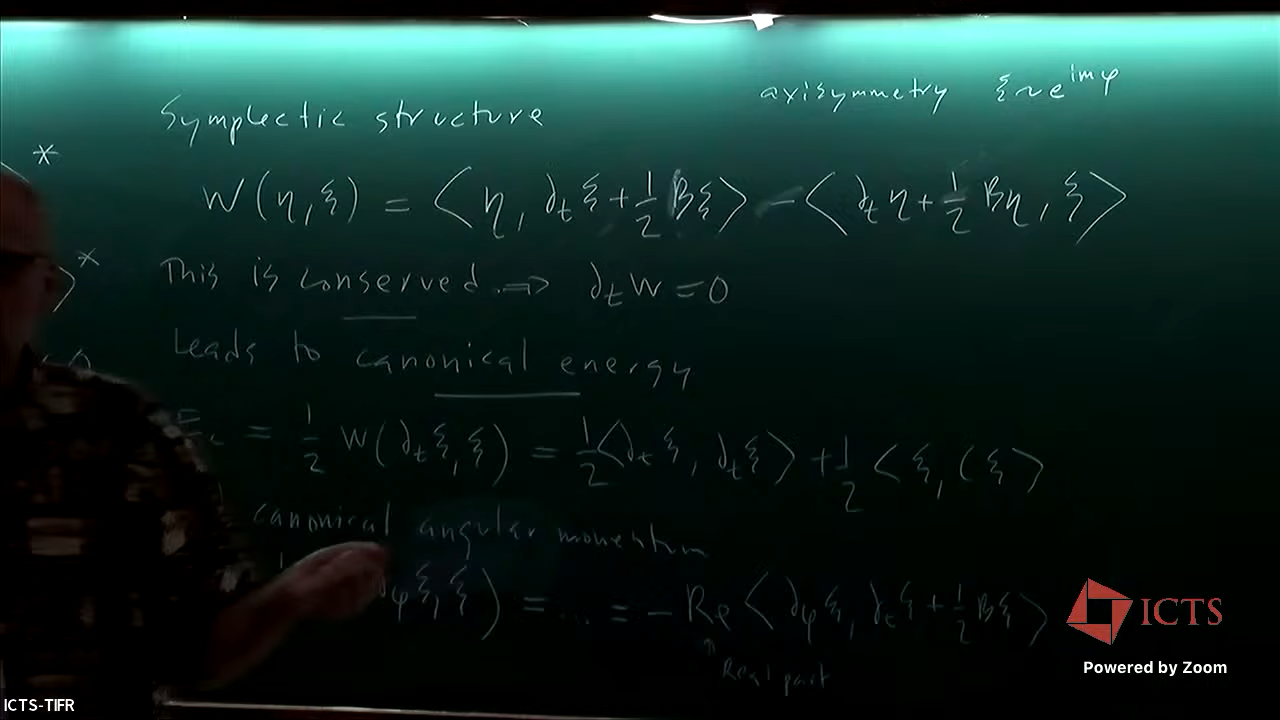 axisymmetry ξ ~ e^{imφ}
Symplectic structure
*
W(η,ξ) = ⟨η, ∂_t ξ + 1/2 Bξ⟩ - ⟨∂_t η + 1/2 Bη, ξ⟩
⟩*
This is conserved. ⇒ ∂_t W = 0
Leads to canonical energy
E_c = 1/2 W(∂_t ξ, ξ) = 1/2 ⟨∂_t ξ, ∂_t ξ⟩ + 1/2 ⟨ξ, Cξ⟩
canonical angular momentum
∂_φ ξ, ξ) = ... = - Re ⟨∂_φ ξ, ∂_t ξ + 1/2 Bξ⟩
↑
Real part
ICTS
Powered by Zoom
ICTS-TIFR